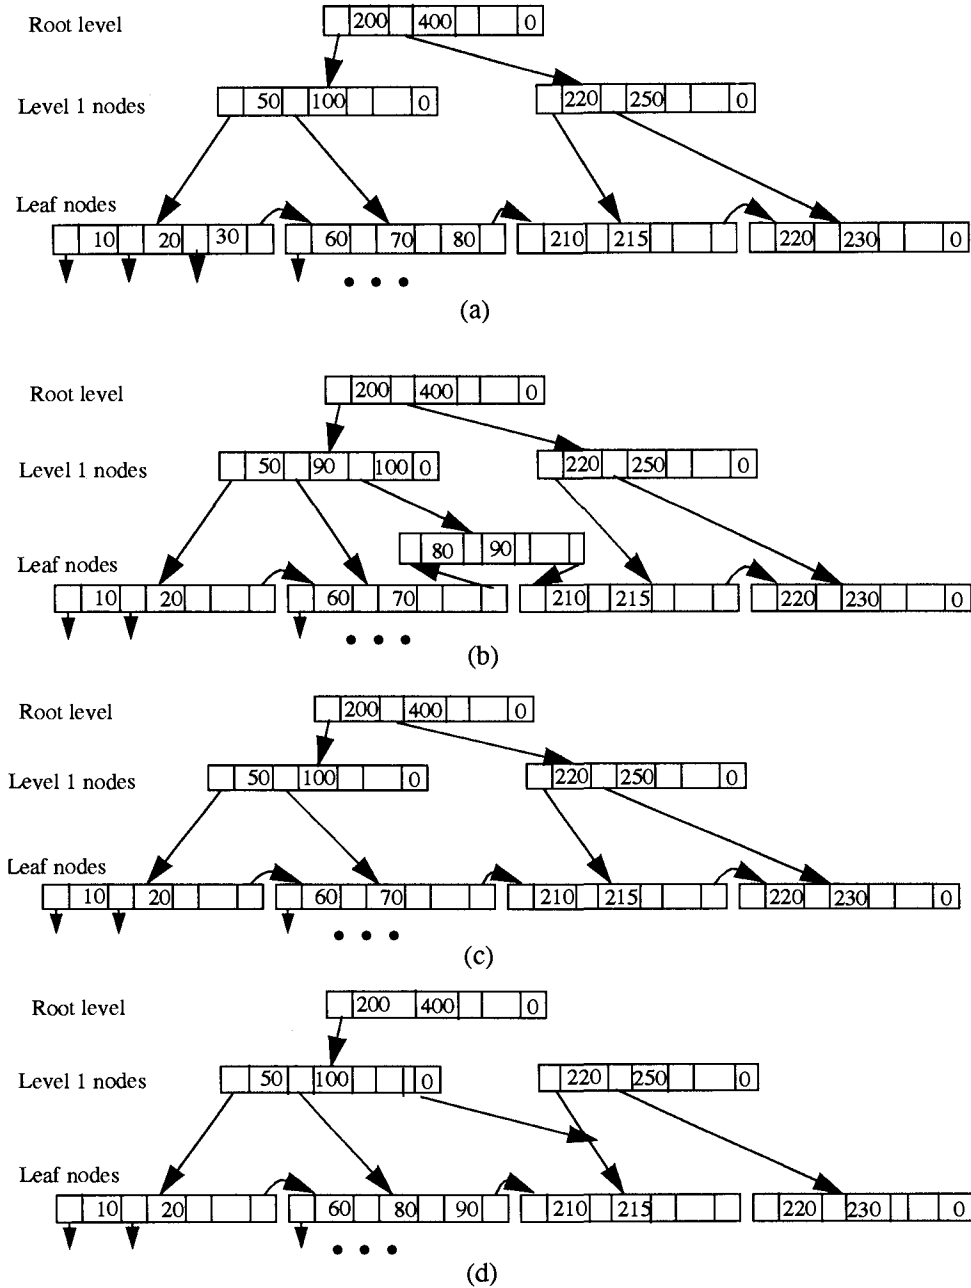 Root level 200 400 0
Level 1 nodes 50 100 0 220 250 0
Leaf nodes
10 20 30 60 70 80 210 215 220 230 0
(a)
Root level 200 400 0
Level 1 nodes 50 90 100 0 220 250 0
80 90
Leaf nodes
10 20 60 70 210 215 220 230 0
(b)
Root level 200 400 0
Level 1 nodes 50 100 0 220 250 0
Leaf nodes
10 20 60 70 210 215 220 230 0
(c)
Root level 200 400 0
Level 1 nodes 50 100 0 220 250 0
Leaf nodes
10 20 60 80 90 210 215 220 230 0
(d)